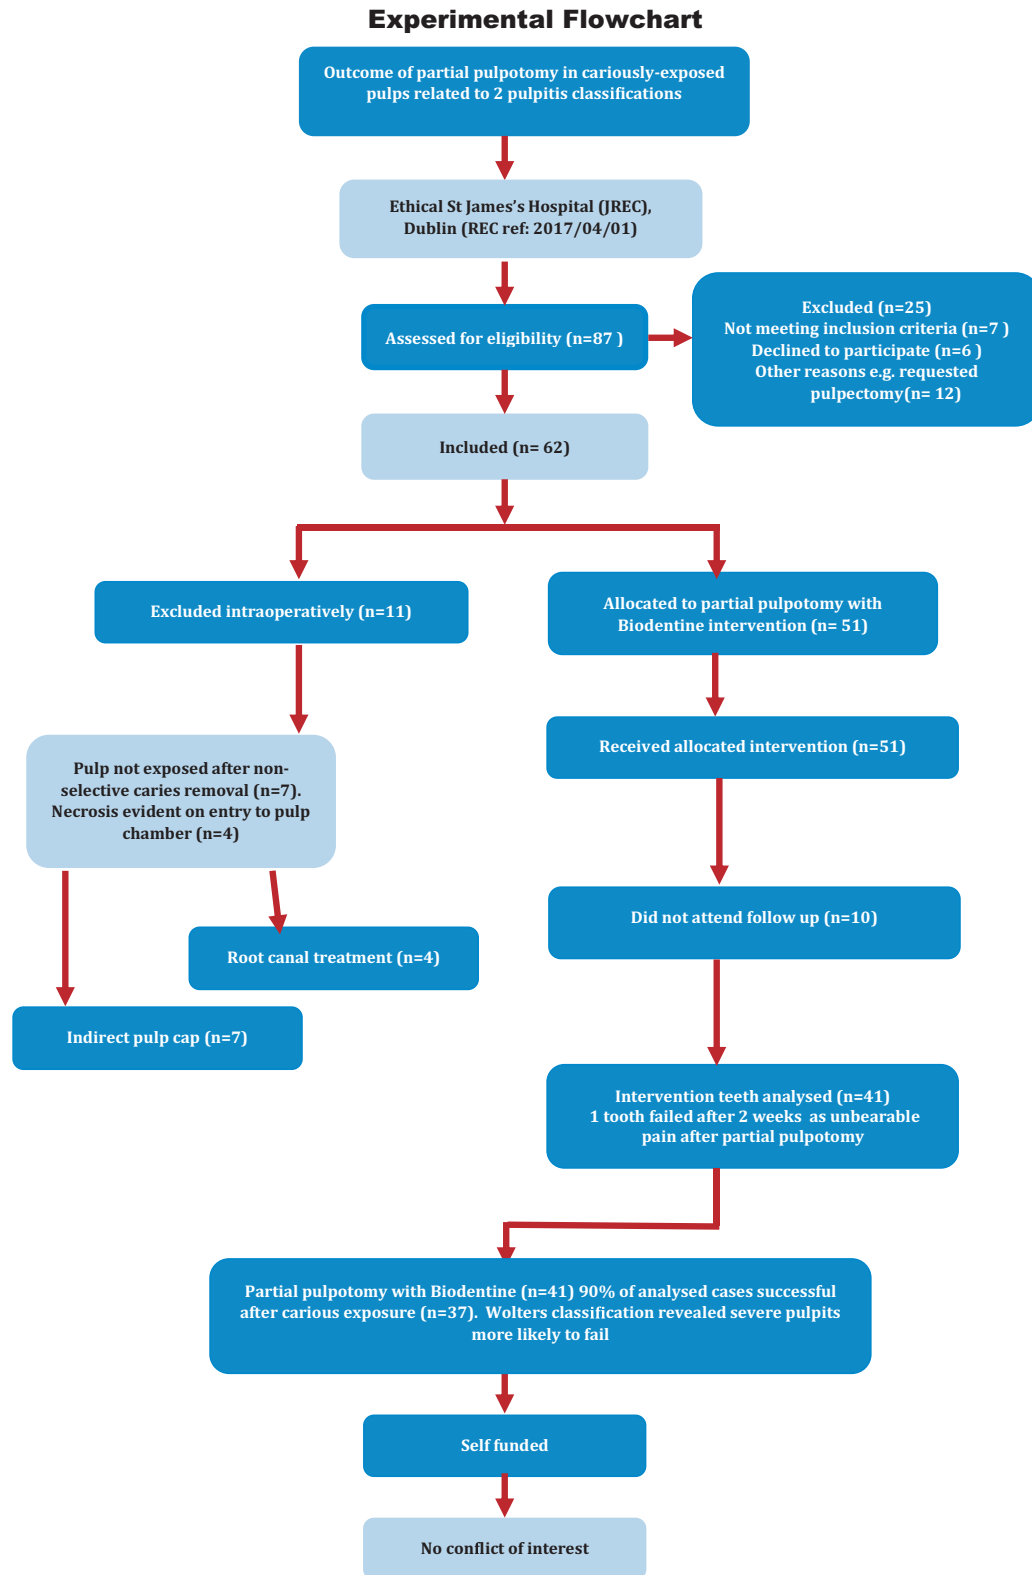 Experimental Flowchart
Outcome of partial pulpotomy in cariously-exposed
pulps related to 2 pulpitis classifications
Ethical St James's Hospital (JREC),
Dublin (REC ref: 2017/04/01)
Assessed for eligibility (n=87 )
Excluded (n=25)
Not meeting inclusion criteria (n=7 )
Declined to participate (n=6 )
Other reasons e.g. requested
pulpectomy(n= 12)
Included (n= 62)
Excluded intraoperatively (n=11)
Allocated to partial pulpotomy with
Biodentine intervention (n= 51)
Received allocated intervention (n=51)
Pulp not exposed after non-
selective caries removal (n=7).
Necrosis evident on entry to pulp
chamber (n=4)
Did not attend follow up (n=10)
Root canal treatment (n=4)
Indirect pulp cap (n=7)
Intervention teeth analysed (n=41)
1 tooth failed after 2 weeks  as unbearable
pain after partial pulpotomy
Partial pulpotomy with Biodentine (n=41) 90% of analysed cases successful
after carious exposure (n=37).  Wolters classification revealed severe pulpits
more likely to fail
Self funded
No conflict of interest